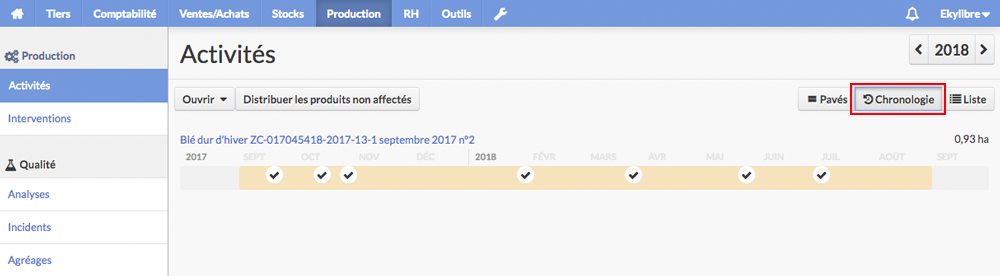 Tiers Comptabilité Ventes/Achats Stocks Production RH Outils Ekylibre
Production
Activités
Interventions
Qualité
Analyses
Incidents
Agréages
Activités
2018
Ouvrir Distribuer les produits non affectés
Pavés Chronologie Liste
Blé dur d'hiver ZC-017045418-2017-13-1 septembre 2017 n°2 0,93 ha
2017 SEPT OCT NOV DÉC 2018 FÉVR MARS AVR MAI JUIN JUIL AOÛT SEPT